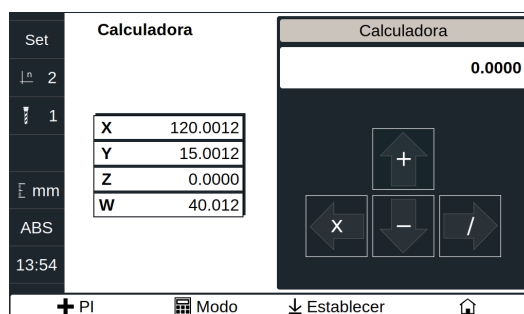 Set
n 2
1
mm
ABS
13:54
Calculadora
X 120.0012
Y 15.0012
Z 0.0000
W 40.012
Calculadora
0.0000
+
x − /
PI Modo Establecer